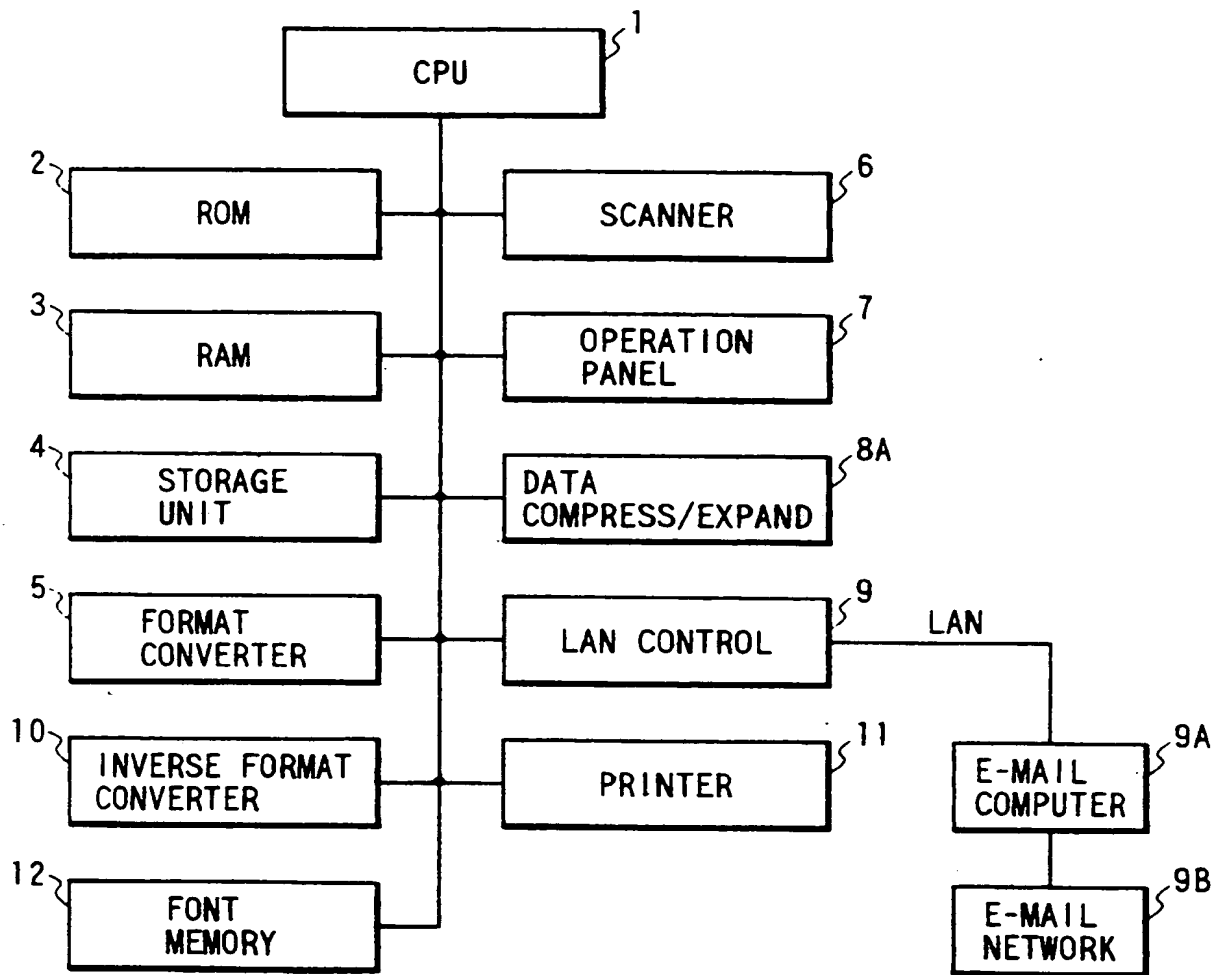 1
CPU
2
ROM
6
SCANNER
3
RAM
7
OPERATION
PANEL
4
STORAGE
UNIT
8A
DATA
COMPRESS/EXPAND
5
FORMAT
CONVERTER
9
LAN CONTROL
LAN
10
INVERSE FORMAT
CONVERTER
11
PRINTER
9A
E-MAIL
COMPUTER
12
FONT
MEMORY
9B
E-MAIL
NETWORK